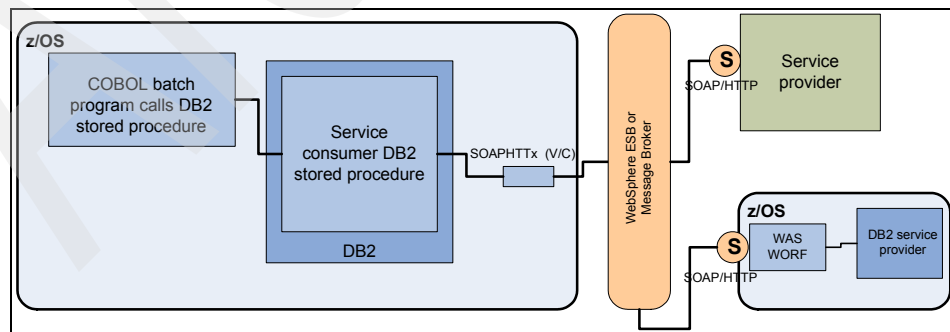 z/OS
COBOL batch
program calls DB2
stored procedure
Service
consumer DB2
stored procedure
DB2
SOAPHTTx (V/C)
WebSphere ESB or
Message Broker
S
SOAP/HTTP
Service
provider
z/OS
S
SOAP/HTTP
WAS
WORF
DB2 service
provider